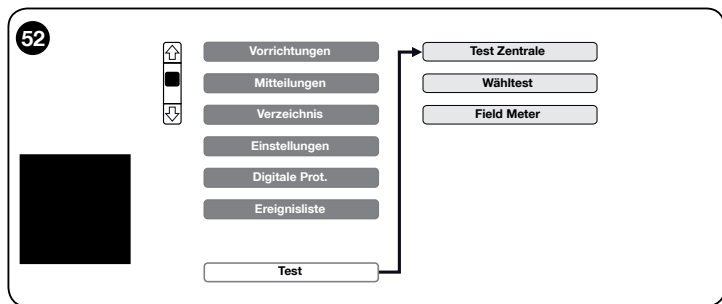 52
Vorrichtungen
Mitteilungen
Verzeichnis
Einstellungen
Digitale Prot.
Ereignisliste
Test
Test Zentrale
Wähltest
Field Meter